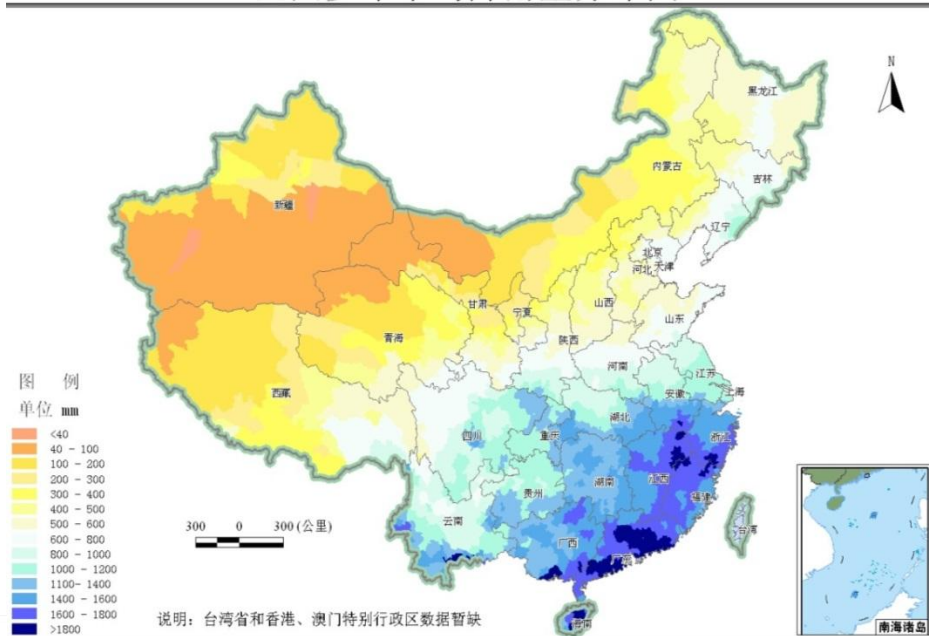 N
黑龙江
内蒙古
吉林
新疆
辽宁
北京
天津
河北
甘肃
宁夏
山西
青海
山东
陕西
河南
江苏
西藏
安徽
上海
湖北
四川
重庆
浙江
湖南
江西
贵州
福建
云南
台湾
广西
广东
海南
图 例
单位 mm
<40
40 - 100
100 - 200
200 - 300
300 - 400
400 - 500
500 - 600
600 - 800
800 - 1000
1000 - 1200
1100- 1400
1400 - 1600
1600 - 1800
>1800
300 0 300(公里)
说明：台湾省和香港、澳门特别行政区数据暂缺
南海诸岛